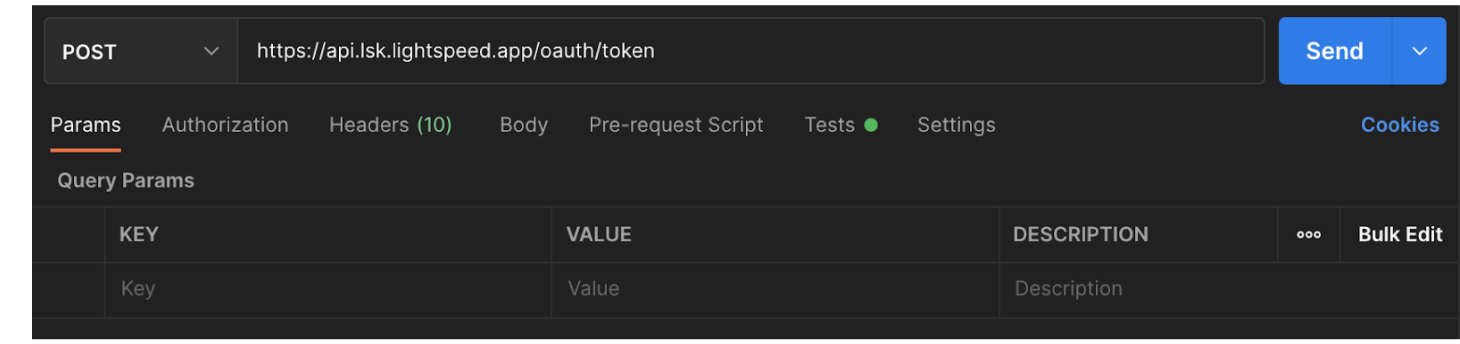 POST https://api.lsk.lightspeed.app/oauth/token Send
Params Authorization Headers (10) Body Pre-request Script Tests Settings Cookies
Query Params
KEY VALUE DESCRIPTION Bulk Edit
Key Value Description